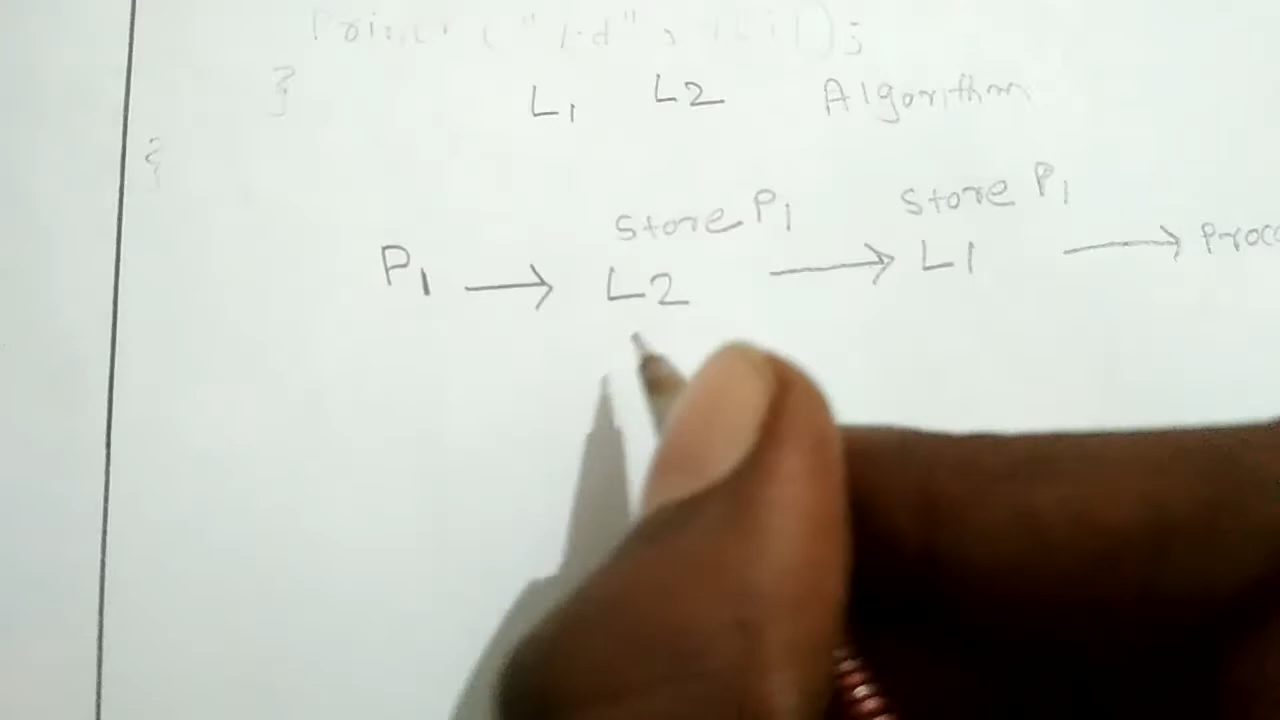 ("%d",
}
L1 L2 Algorithm
{
Store P1 Store P1
P1 → L2 → L1 → Proc